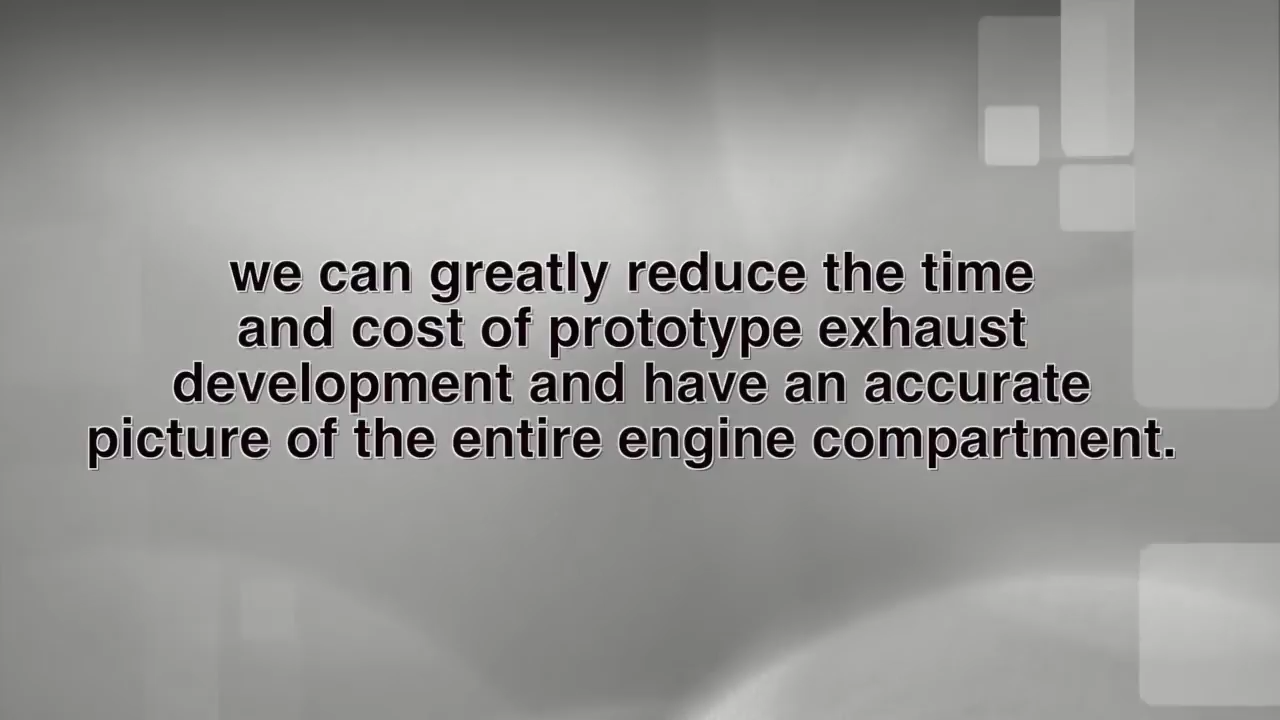 we can greatly reduce the time
and cost of prototype exhaust
development and have an accurate
picture of the entire engine compartment.